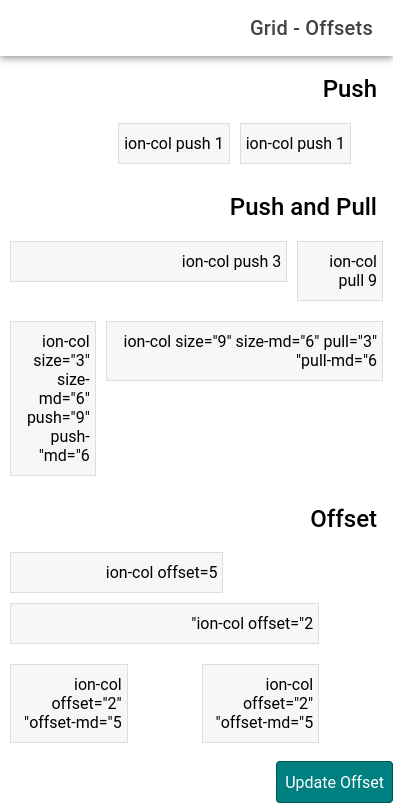 Grid - Offsets
Push
ion-col push 1
ion-col push 1
Push and Pull
ion-col
pull 9
ion-col push 3
ion-col size="9" size-md="6" pull="3"
"pull-md="6
ion-col
size="3"
size-
md="6"
push="9"
push-
"md="6
Offset
ion-col offset=5
"ion-col offset="2
ion-col
offset="2"
"offset-md="5
ion-col
offset="2"
"offset-md="5
Update Offset